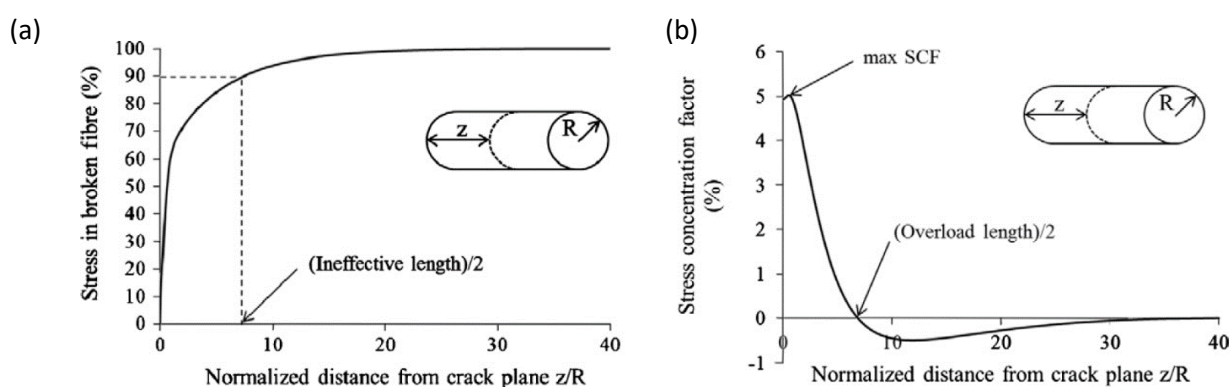 (a)
100
90
80
70
60
50
40
30
20
10
0
Stress in broken fibre (%)
z
R
(Ineffective length)/2
0
10
20
30
40
Normalized distance from crack plane z/R
(b)
6
5
4
3
2
1
0
-1
Stress concentration factor
(%)
max SCF
z
R
(Overload length)/2
0
10
20
30
40
Normalized distance from crack plane z/R